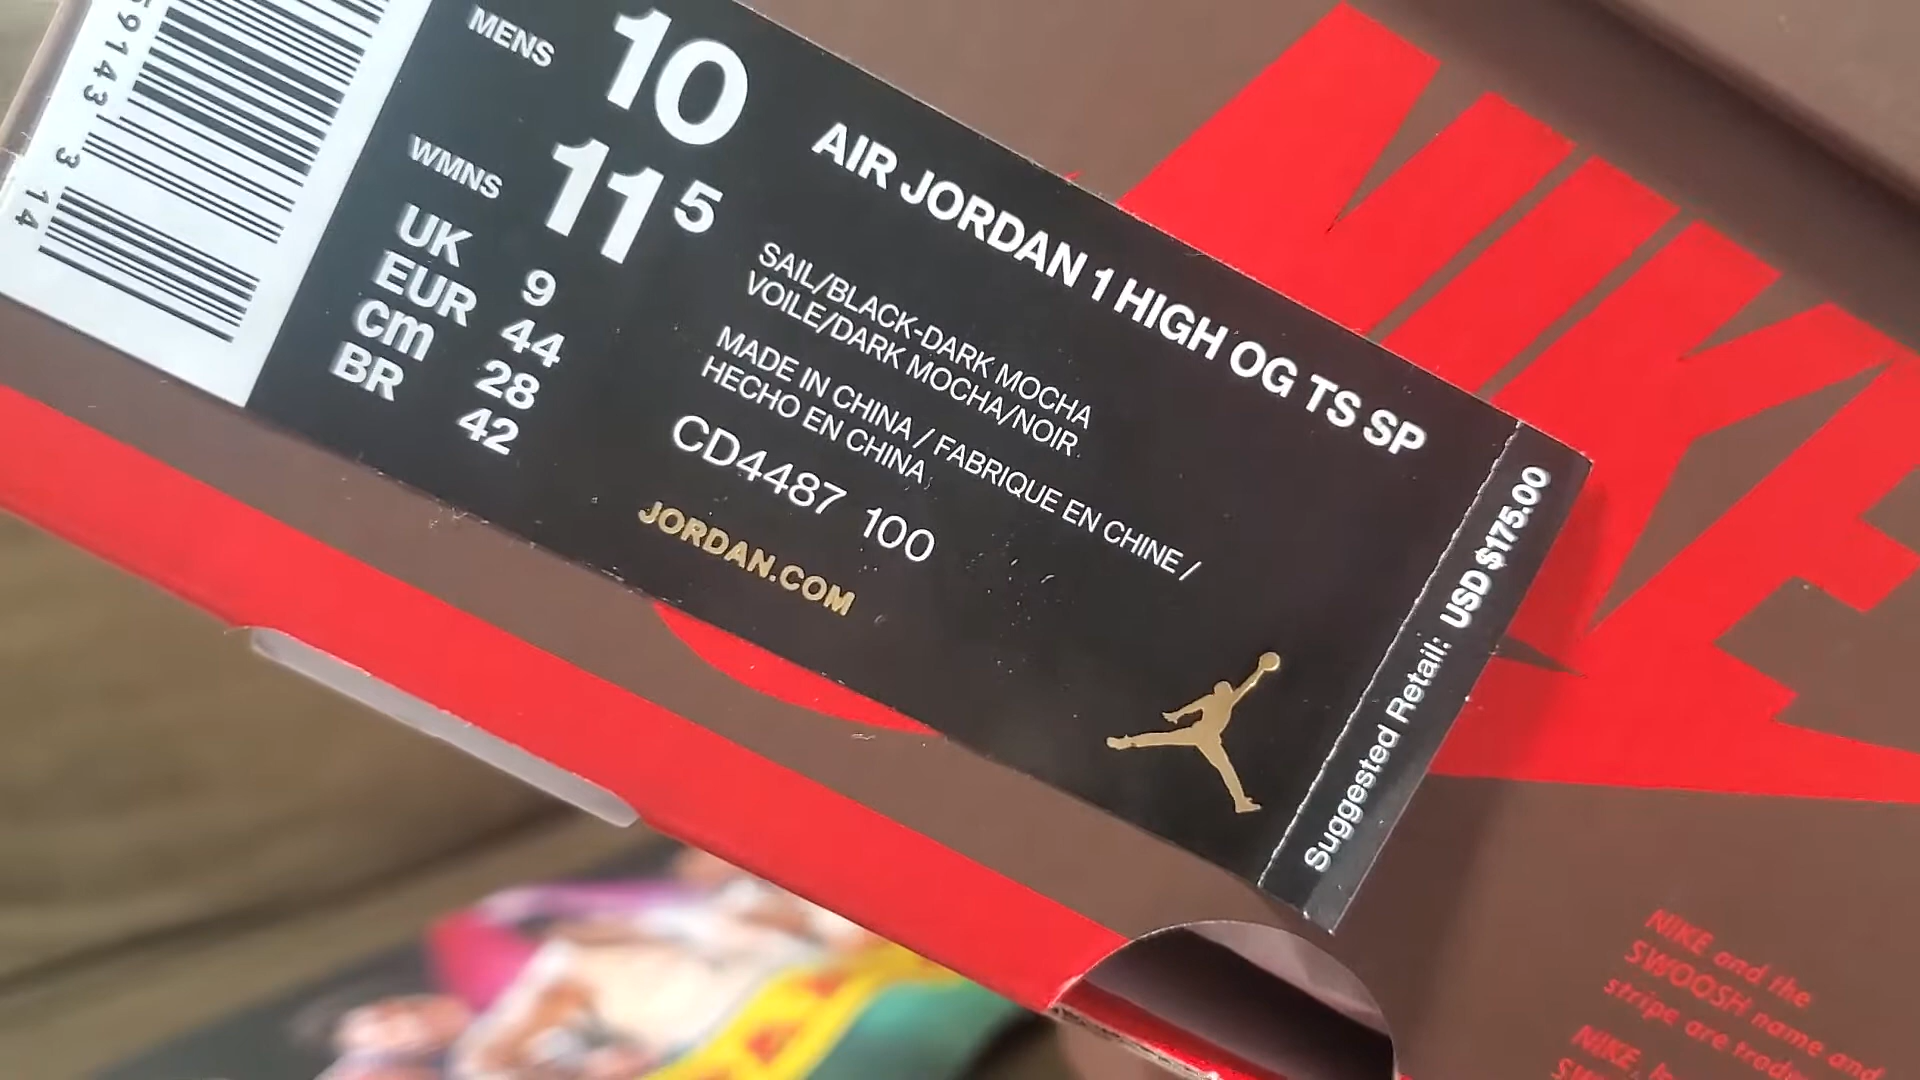 MENS 10
WMNS 11 5
UK 9
EUR 44
cm 28
BR 42
AIR JORDAN 1 HIGH OG TS SP
SAIL/BLACK-DARK MOCHA
VOILE/DARK MOCHA/NOIR
MADE IN CHINA / FABRIQUE EN CHINE /
HECHO EN CHINA
CD4487 100
JORDAN.COM
Suggested Retail: USD $175.00
59143 3
14
NIKE
NIKE and the
SWOOSH name and
stripe are trade
NIKE,